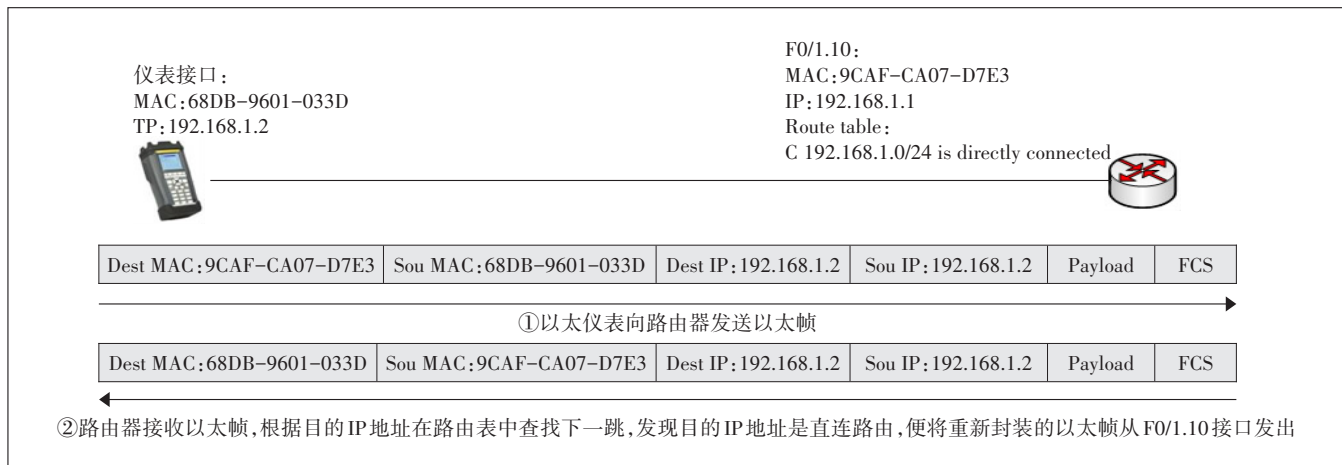 仪表接口：
MAC:68DB-9601-033D
TP:192.168.1.2
F0/1.10：
MAC:9CAF-CA07-D7E3
IP:192.168.1.1
Route table：
C 192.168.1.0/24 is directly connected
Dest MAC:9CAF-CA07-D7E3 Sou MAC:68DB-9601-033D Dest IP:192.168.1.2 Sou IP:192.168.1.2 Payload FCS
①以太仪表向路由器发送以太帧
Dest MAC:68DB-9601-033D Sou MAC:9CAF-CA07-D7E3 Dest IP:192.168.1.2 Sou IP:192.168.1.2 Payload FCS
②路由器接收以太帧,根据目的IP地址在路由表中查找下一跳,发现目的IP地址是直连路由,便将重新封装的以太帧从F0/1.10接口发出